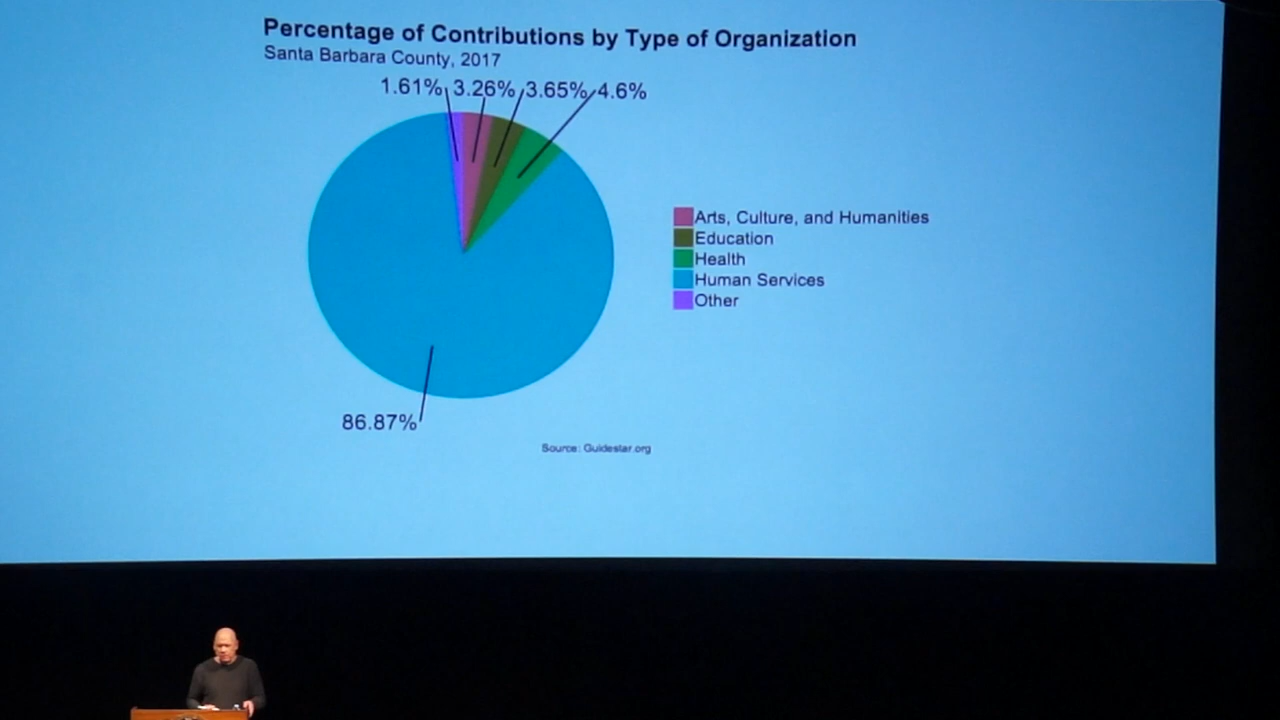 Percentage of Contributions by Type of Organization
Santa Barbara County, 2017
1.61% 3.26% 3.65% 4.6%
Arts, Culture, and Humanities
Education
Health
Human Services
Other
86.87%
Source: Guidestar.org